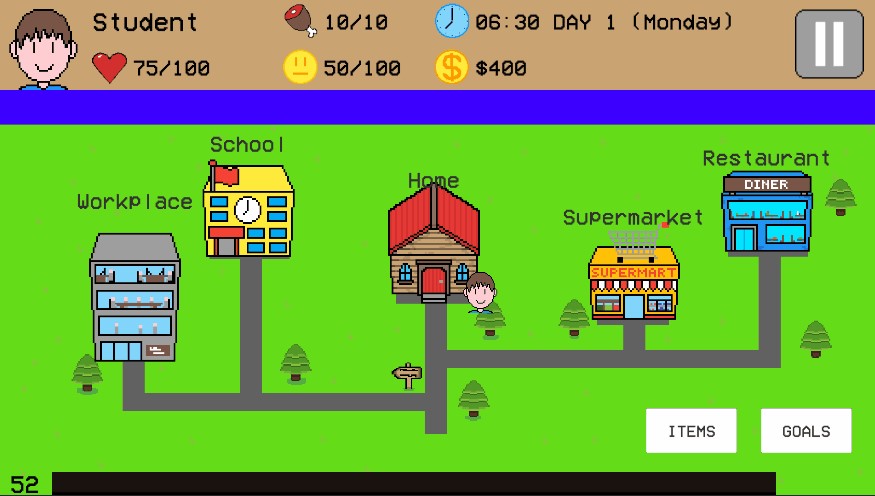 Student
10/10
06:30 DAY 1 (Monday)
75/100
50/100
$400
School
Restaurant
Home
DINER
Workplace
Supermarket
SUPERMART
ITEMS
GOALS
52